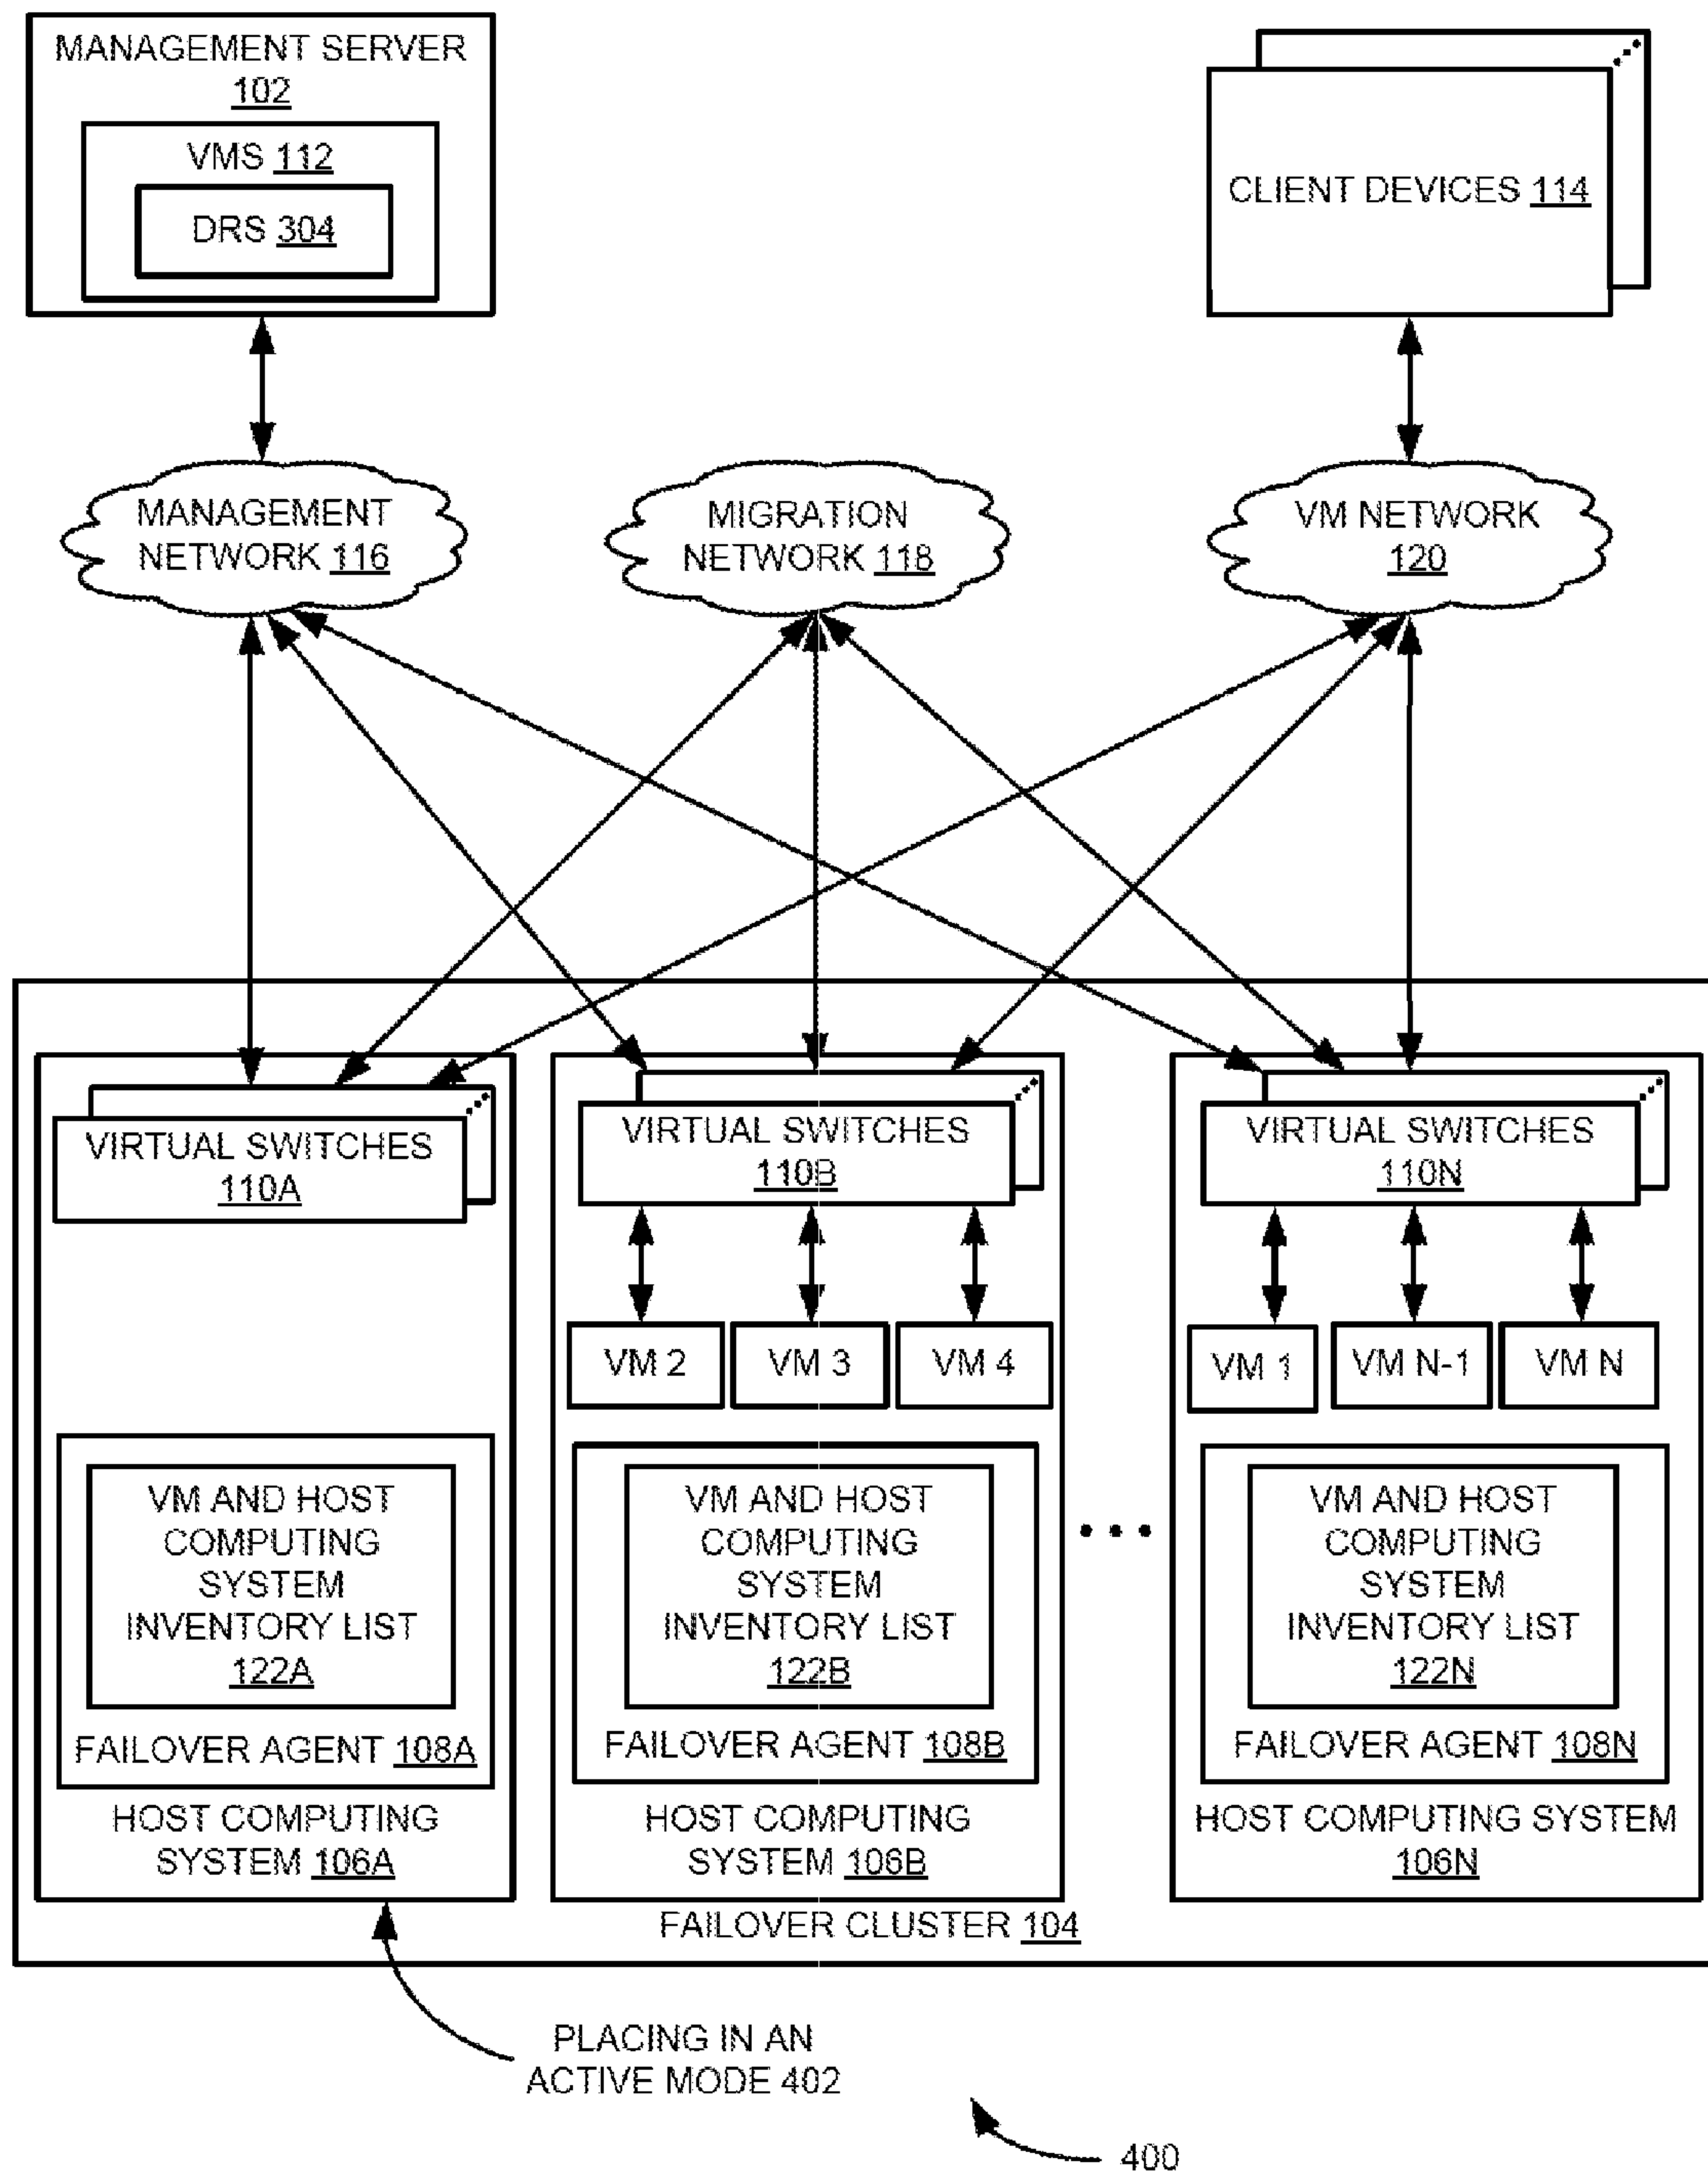 MANAGEMENT SERVER
102
VMS 112
DRS 304
CLIENT DEVICES 114
MANAGEMENT
NETWORK 116
MIGRATION
NETWORK 118
VM NETWORK
120
VIRTUAL SWITCHES
110A
VIRTUAL SWITCHES
110B
VIRTUAL SWITCHES
110N
VM 2
VM 3
VM 4
VM 1
VM N-1
VM N
VM AND HOST
COMPUTING
SYSTEM
INVENTORY LIST
122A
FAILOVER AGENT 108A
HOST COMPUTING
SYSTEM 106A
VM AND HOST
COMPUTING
SYSTEM
INVENTORY LIST
122B
FAILOVER AGENT 108B
HOST COMPUTING
SYSTEM 106B
VM AND HOST
COMPUTING
SYSTEM
INVENTORY LIST
122N
FAILOVER AGENT 108N
HOST COMPUTING SYSTEM
106N
FAILOVER CLUSTER 104
PLACING IN AN
ACTIVE MODE 402
400